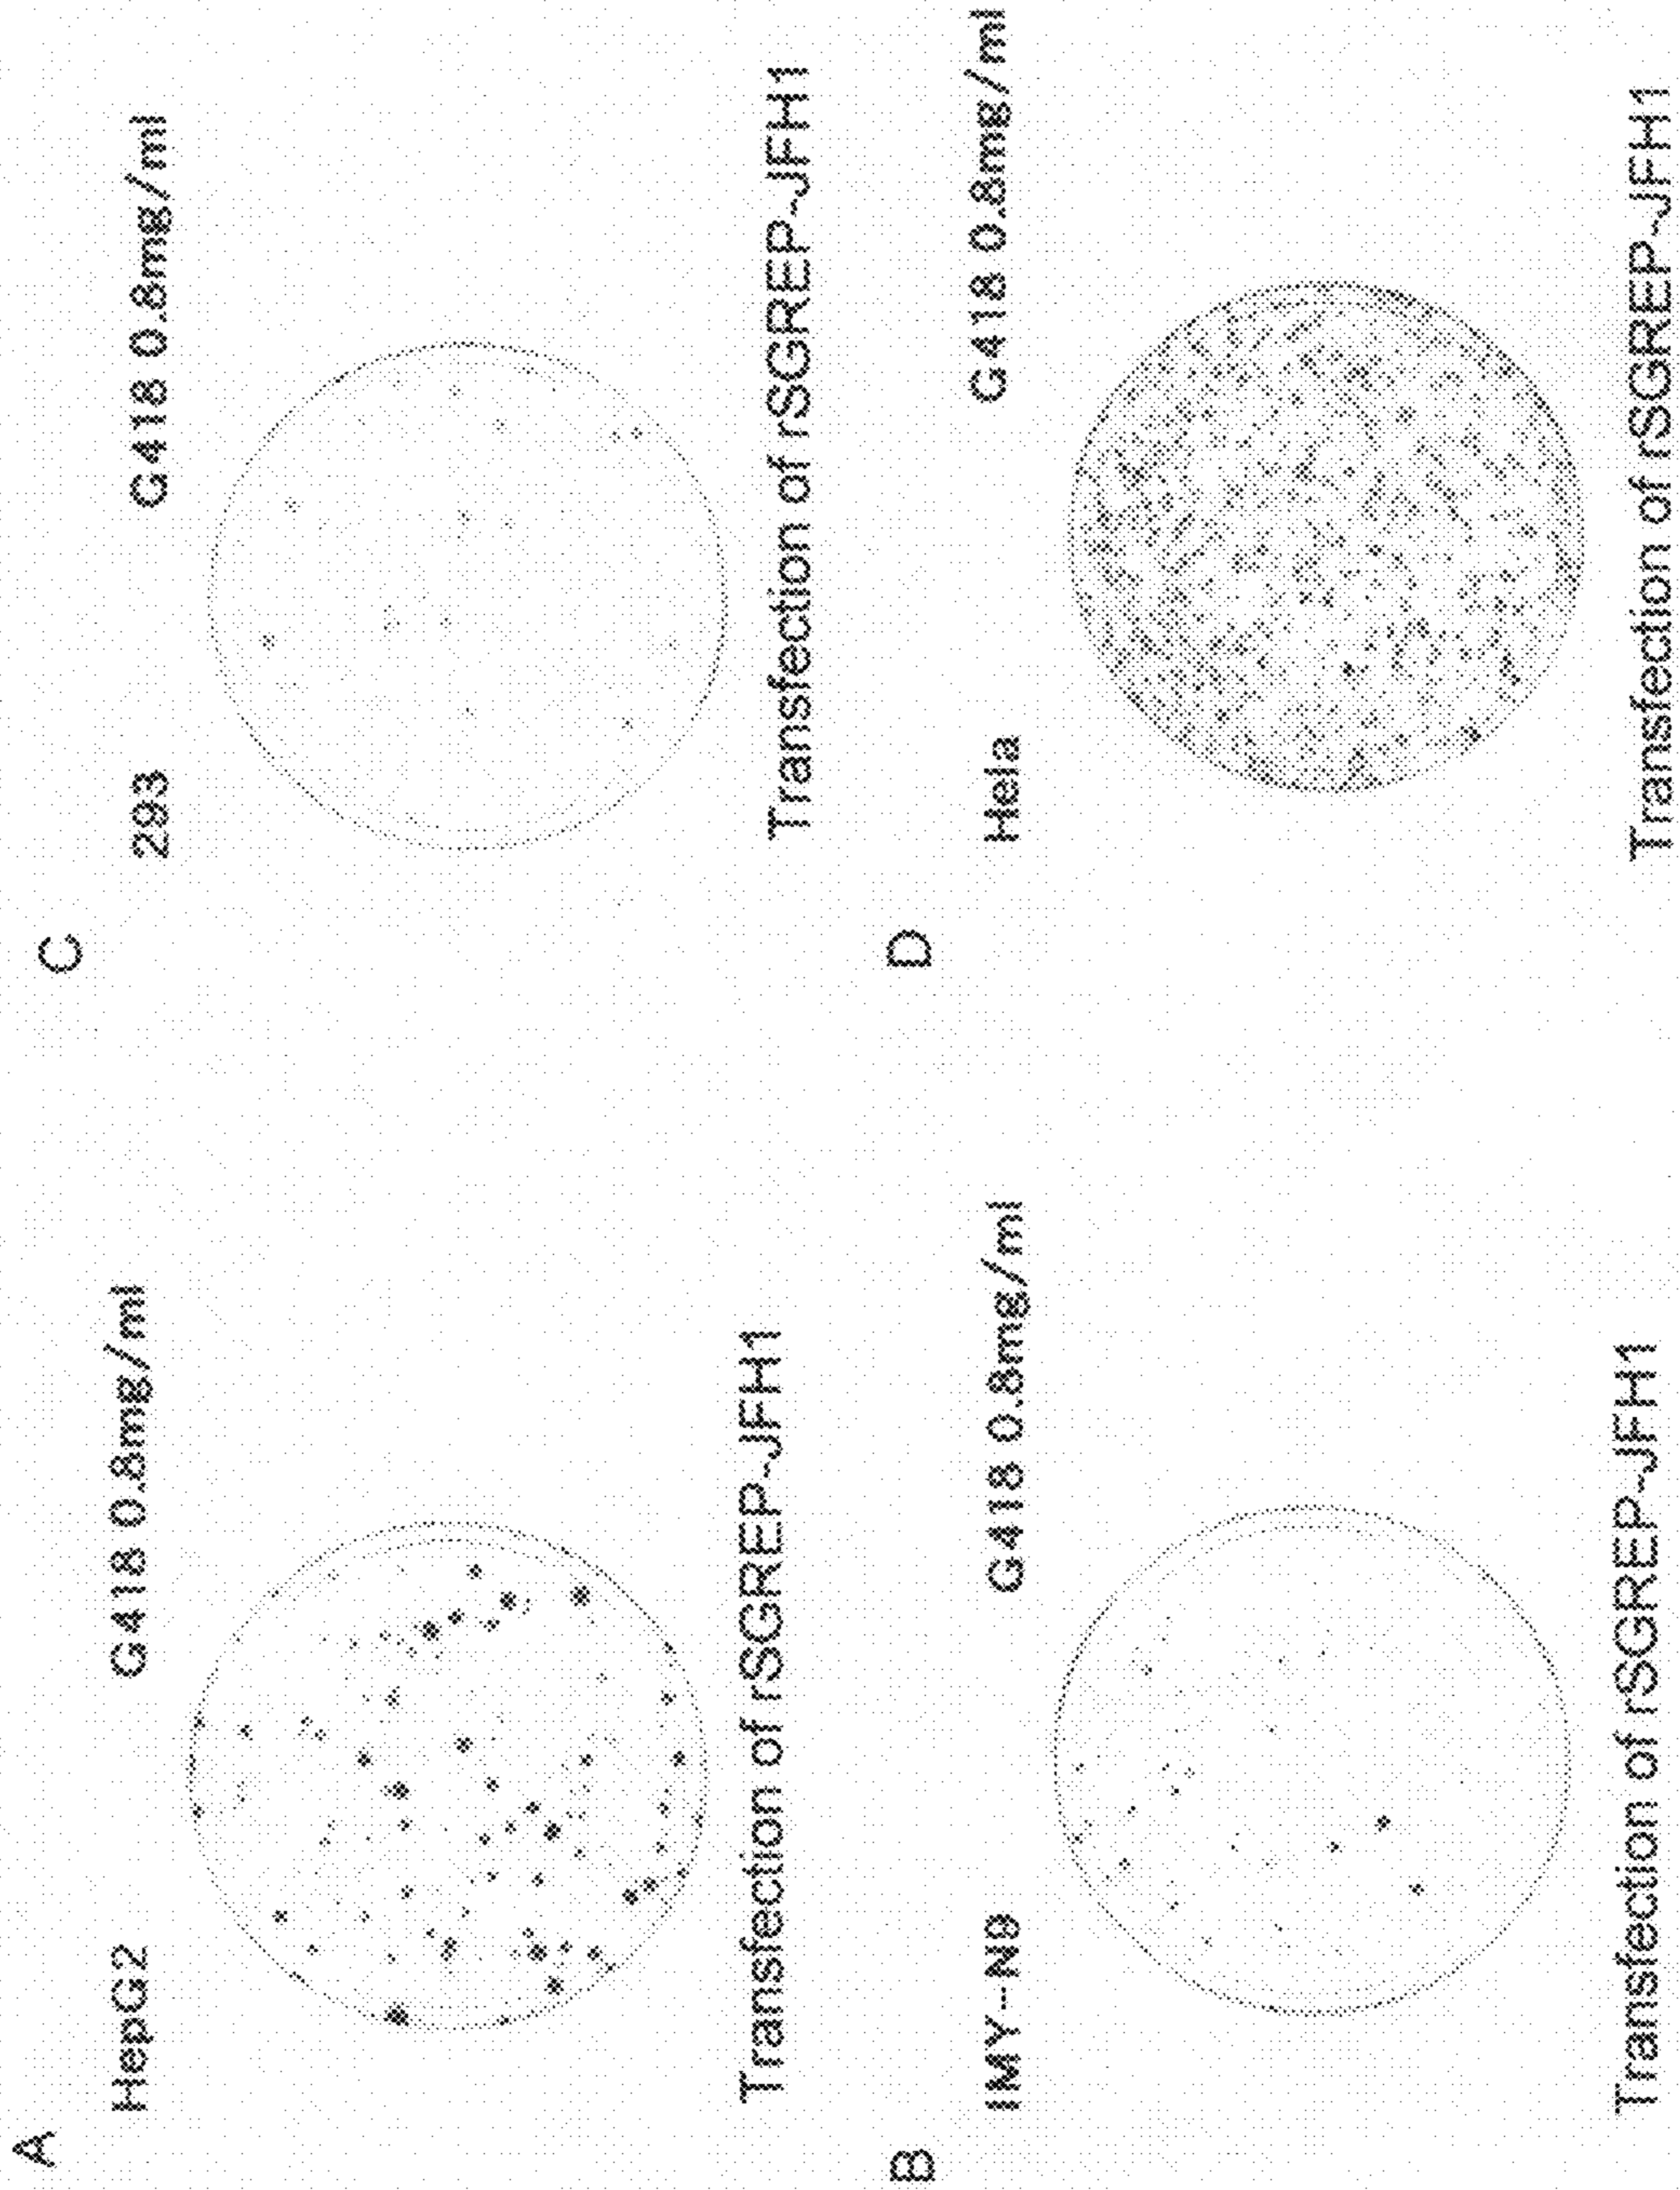 A
HepG2 G418 0.8mg/ml
Transfection of rSGREP-JFH1
B
IMY-N9 G418 0.8mg/ml
Transfection of rSGREP-JFH1
C
293 G418 0.8mg/ml
Transfection of rSGREP-JFH1
D
Hela G418 0.8mg/ml
Transfection of rSGREP-JFH1